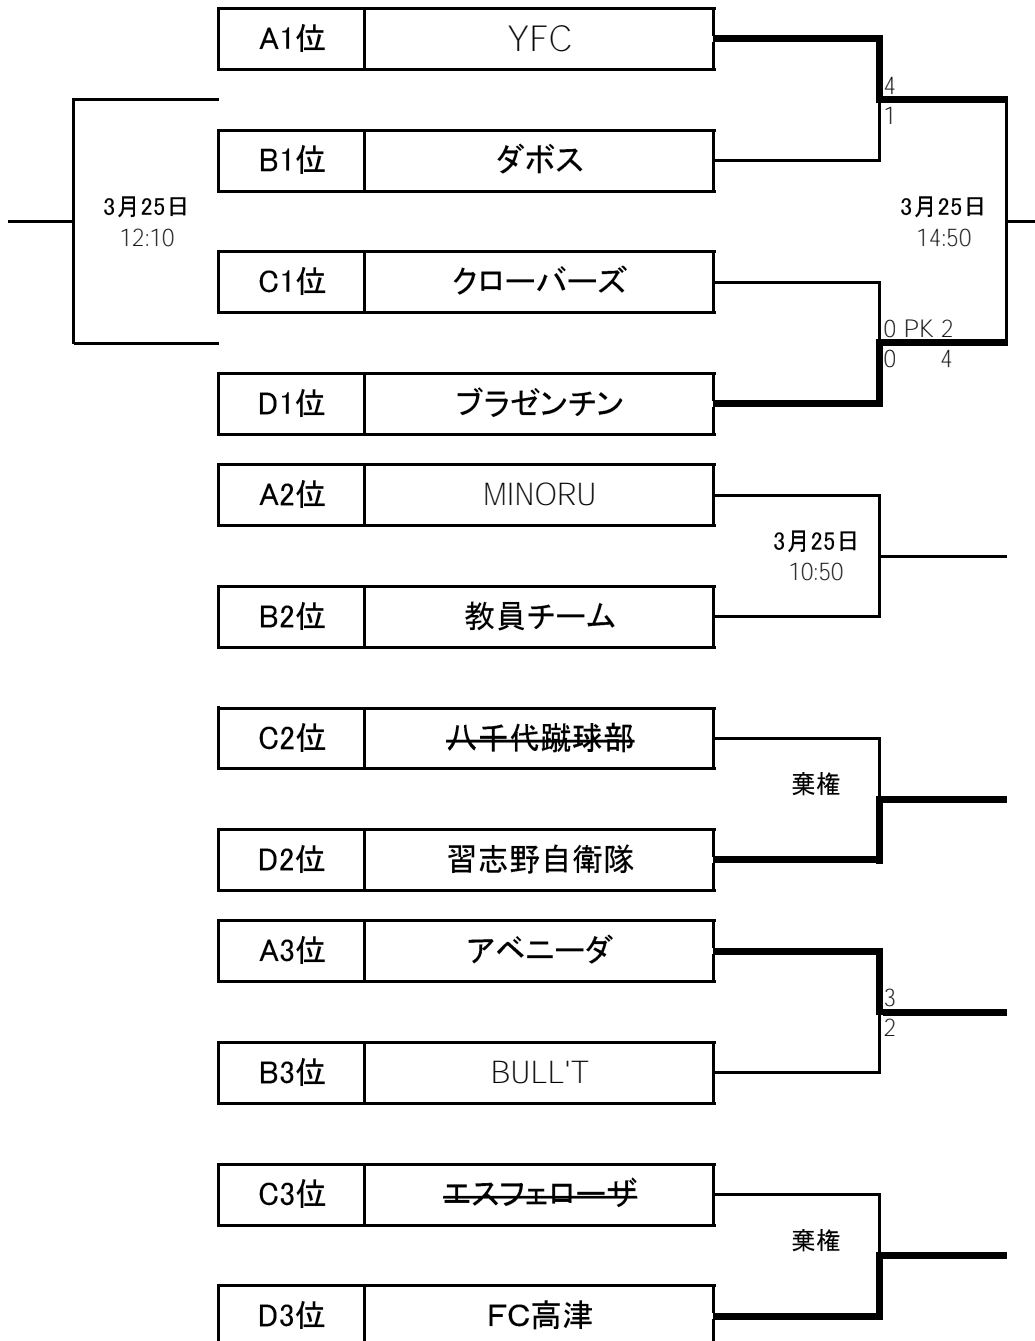 A1位 YFC
4
1
B1位 ダボス
3月25日 3月25日
12:10 14:50
C1位 クローバーズ
0 PK 2
0 4
D1位 ブラゼンチン
A2位 MINORU
3月25日
10:50
B2位 教員チーム
C2位 八千代蹴球部
棄権
D2位 習志野自衛隊
A3位 アベニーダ
3
2
B3位 BULL'T
C3位 エスフェローザ
棄権
D3位 FC高津